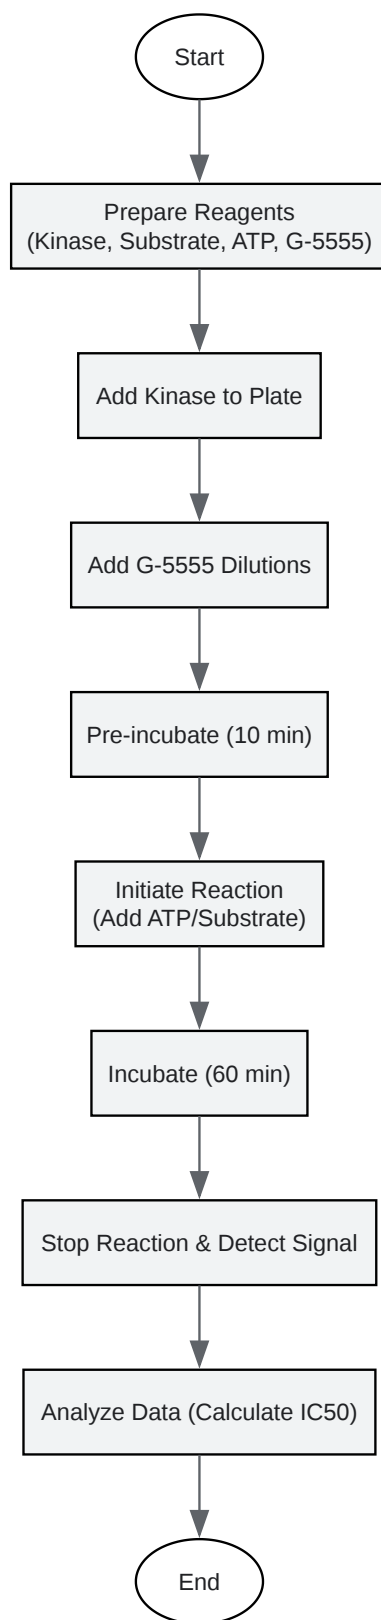 Start
Prepare Reagents
(Kinase, Substrate, ATP, G-5555)
Add Kinase to Plate
Add G-5555 Dilutions
Pre-incubate (10 min)
Initiate Reaction
(Add ATP/Substrate)
Incubate (60 min)
Stop Reaction & Detect Signal
Analyze Data (Calculate IC50)
End